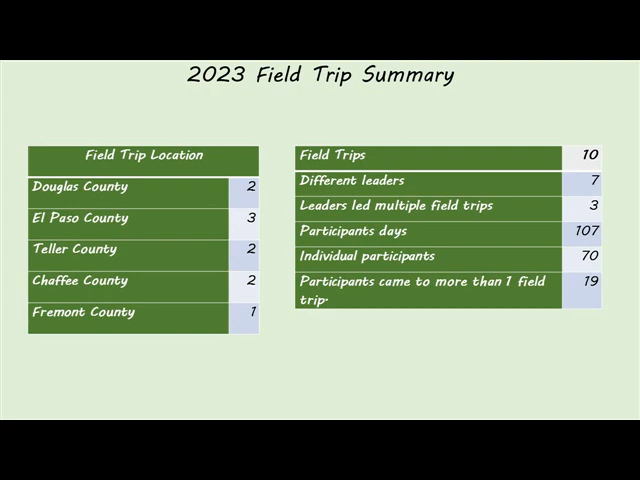 2023 Field Trip Summary
Field Trip Location
Douglas County 2
El Paso County 3
Teller County 2
Chaffee County 2
Fremont County 1
Field Trips 10
Different leaders 7
Leaders led multiple field trips 3
Participants days 107
Individual participants 70
Participants came to more than 1 field 19
trip.